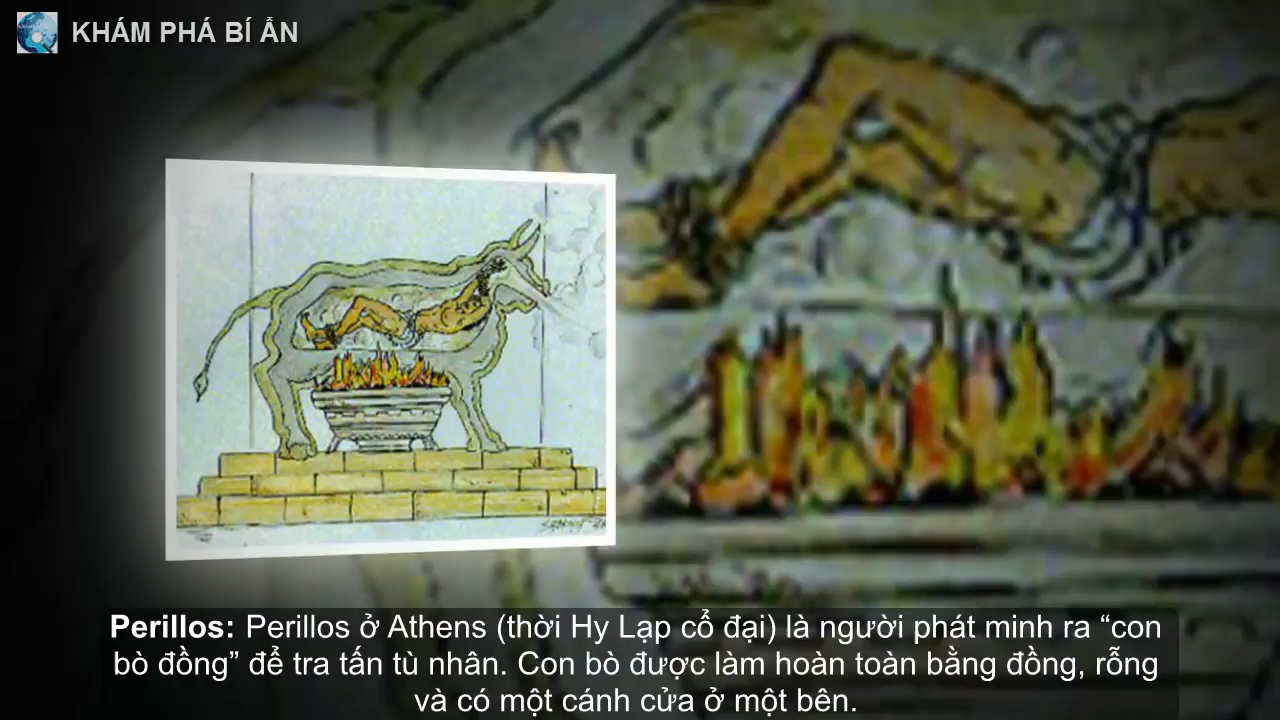 KHÁM PHÁ BÍ ẨN
Perillos: Perillos ở Athens (thời Hy Lạp cổ đại) là người phát minh ra “con
bò đồng” để tra tấn tù nhân. Con bò được làm hoàn toàn bằng đồng, rỗng
và có một cánh cửa ở một bên.